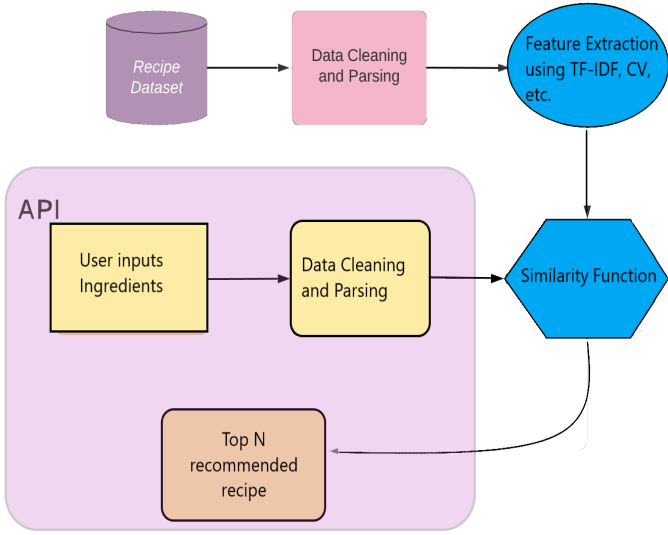 Recipe
Dataset
Data Cleaning
and Parsing
Feature Extraction
using TF-IDF, CV,
etc.
API
User inputs
Ingredients
Data Cleaning
and Parsing
Similarity Function
Top N
recommended
recipe